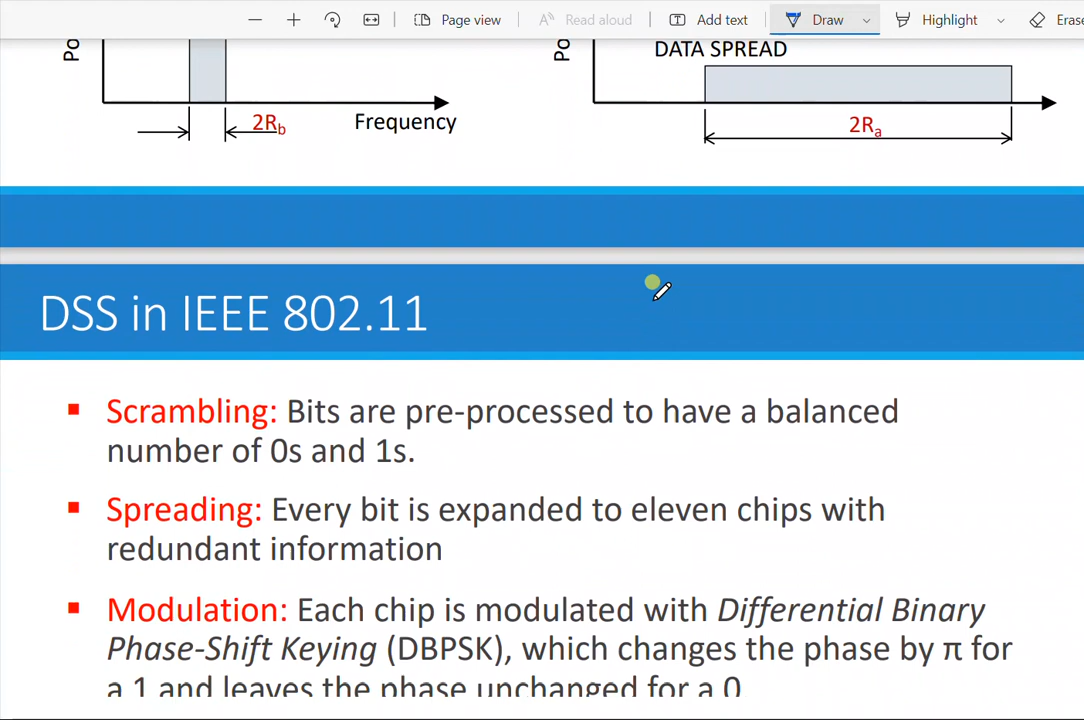 Page view
Read aloud
Add text
Draw
Highlight
Po
2Rb
Frequency
Po
DATA SPREAD
2Ra
DSS in IEEE 802.11
Scrambling: Bits are pre-processed to have a balanced
number of 0s and 1s.
Spreading: Every bit is expanded to eleven chips with
redundant information
Modulation: Each chip is modulated with Differential Binary
Phase-Shift Keying (DBPSK), which changes the phase by π for
a 1 and leaves the phase unchanged for a 0